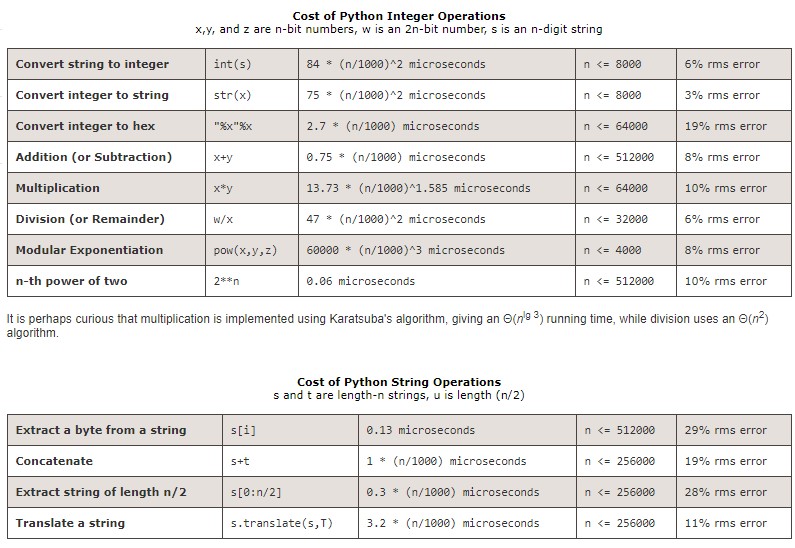 Cost of Python Integer Operations
x,y, and z are n-bit numbers, w is an 2n-bit number, s is an n-digit string
Convert string to integer int(s) 84 * (n/1000)^2 microseconds n <= 8000 6% rms error
Convert integer to string str(x) 75 * (n/1000)^2 microseconds n <= 8000 3% rms error
Convert integer to hex "%x"%x 2.7 * (n/1000) microseconds n <= 64000 19% rms error
Addition (or Subtraction) x+y 0.75 * (n/1000) microseconds n <= 512000 8% rms error
Multiplication x*y 13.73 * (n/1000)^1.585 microseconds n <= 64000 10% rms error
Division (or Remainder) w/x 47 * (n/1000)^2 microseconds n <= 32000 6% rms error
Modular Exponentiation pow(x,y,z) 60000 * (n/1000)^3 microseconds n <= 4000 8% rms error
n-th power of two 2**n 0.06 microseconds n <= 512000 10% rms error
It is perhaps curious that multiplication is implemented using Karatsuba's algorithm, giving an Θ(n^lg 3) running time, while division uses an Θ(n^2)
algorithm.
Cost of Python String Operations
s and t are length-n strings, u is length (n/2)
Extract a byte from a string s[i] 0.13 microseconds n <= 512000 29% rms error
Concatenate s+t 1 * (n/1000) microseconds n <= 256000 19% rms error
Extract string of length n/2 s[0:n/2] 0.3 * (n/1000) microseconds n <= 256000 28% rms error
Translate a string s.translate(s,T) 3.2 * (n/1000) microseconds n <= 256000 11% rms error